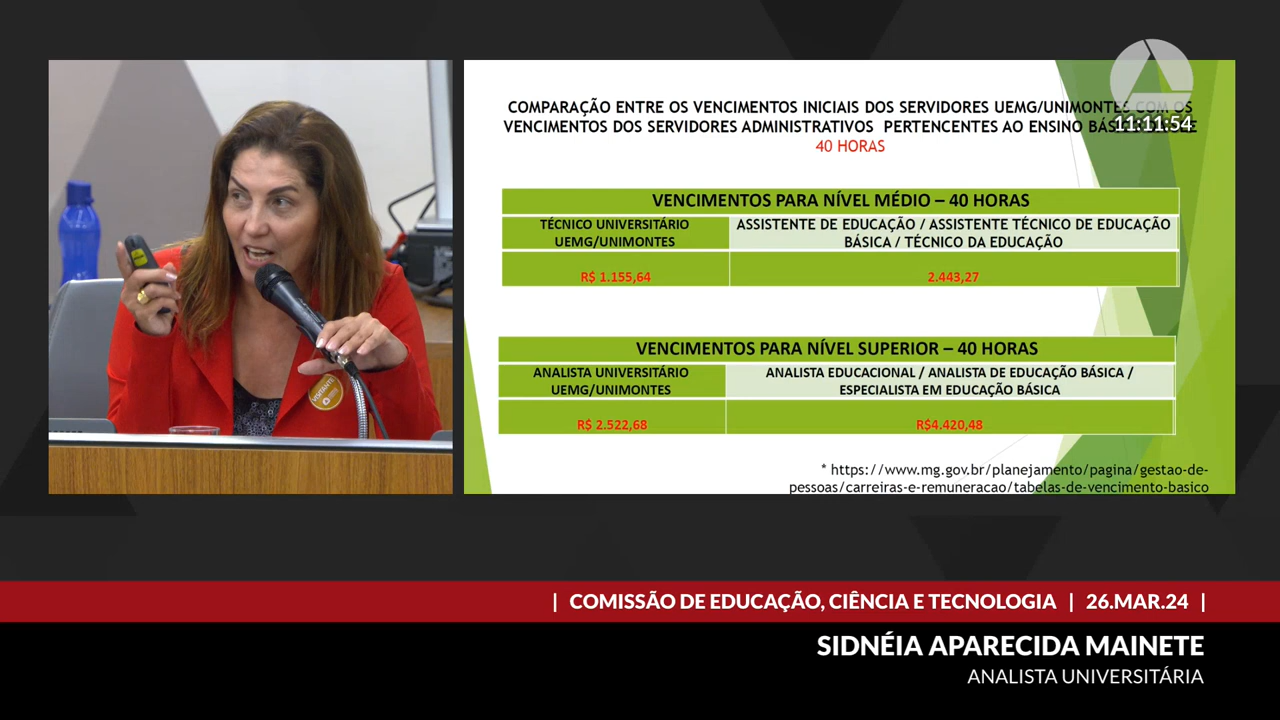 COMPARAÇÃO ENTRE OS VENCIMENTOS INICIAIS DOS SERVIDORES UEMG/UNIMONTES COM OS
VENCIMENTOS DOS SERVIDORES ADMINISTRATIVOS PERTENCENTES AO ENSINO
11:11:54
40 HORAS
VENCIMENTOS PARA NÍVEL MÉDIO – 40 HORAS
TÉCNICO UNIVERSITÁRIO
UEMG/UNIMONTES
ASSISTENTE DE EDUCAÇÃO / ASSISTENTE TÉCNICO DE EDUCAÇÃO
BÁSICA / TÉCNICO DA EDUCAÇÃO
R$ 1.155,64
2.443,27
VENCIMENTOS PARA NÍVEL SUPERIOR – 40 HORAS
ANALISTA UNIVERSITÁRIO
UEMG/UNIMONTES
ANALISTA EDUCACIONAL / ANALISTA DE EDUCAÇÃO BÁSICA /
ESPECIALISTA EM EDUCAÇÃO BÁSICA
R$ 2.522,68
R$4.420,48
* https://www.mg.gov.br/planejamento/pagina/gestao-de-
pessoas/carreiras-e-remuneracao/tabelas-de-vencimento-basico
VISITANTE
| COMISSÃO DE EDUCAÇÃO, CIÊNCIA E TECNOLOGIA | 26.MAR.24 |
SIDNÉIA APARECIDA MAINETE
ANALISTA UNIVERSITÁRIA